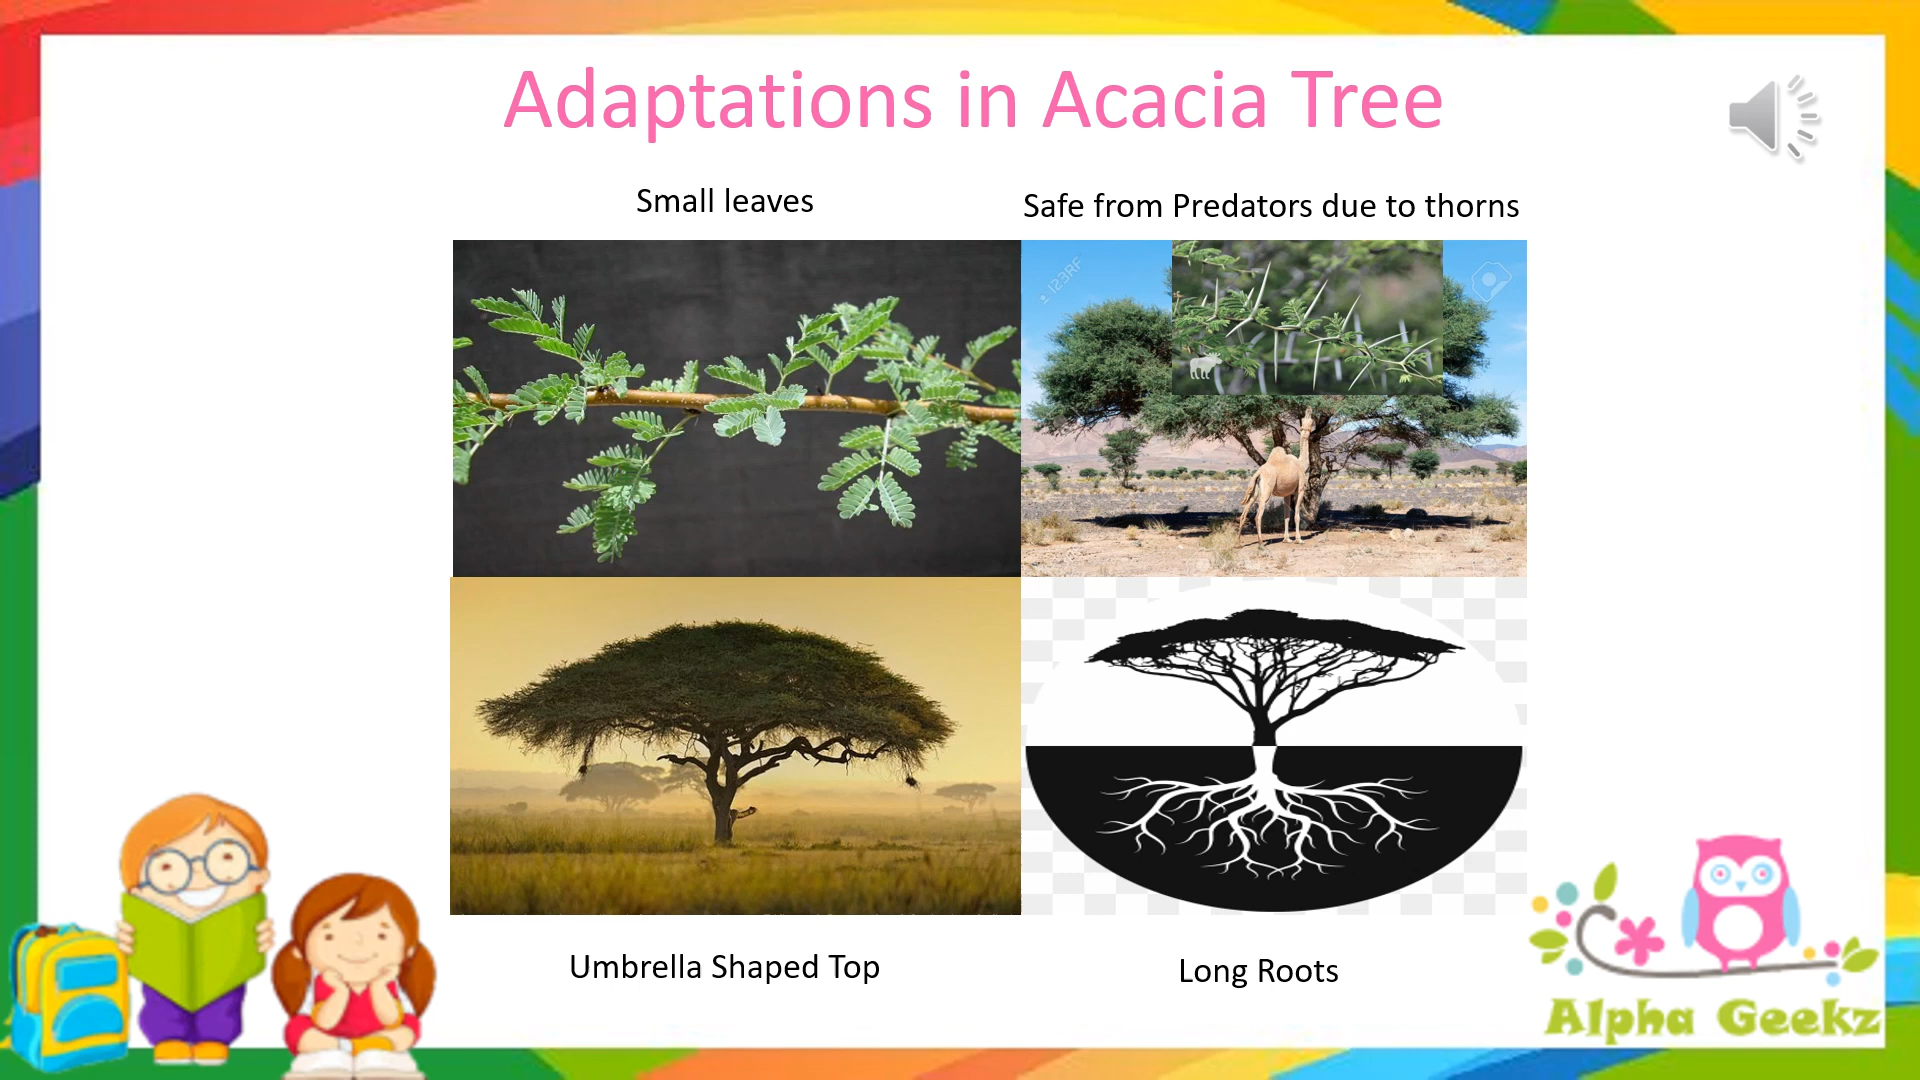 Adaptations in Acacia Tree
Small leaves
Safe from Predators due to thorns
123RF
Umbrella Shaped Top
Long Roots
Alpha Geekz